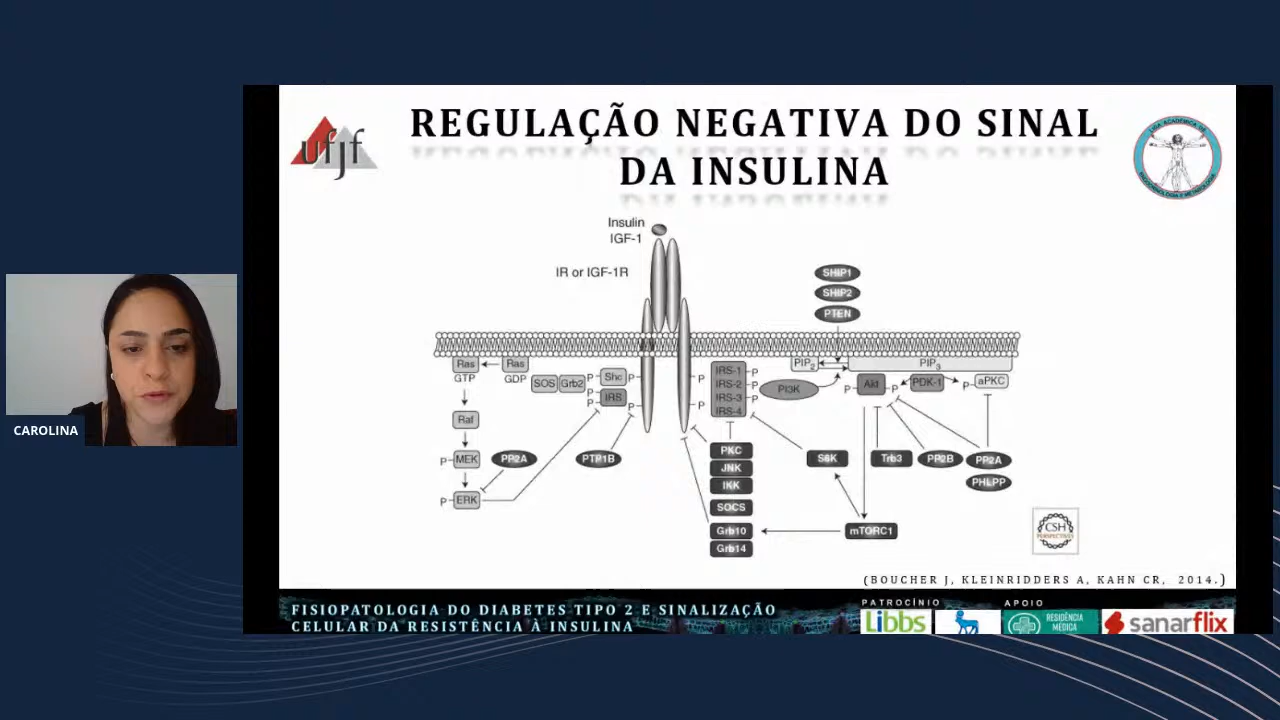 REGULAÇÃO NEGATIVA DO SINAL
DA INSULINA
ufjf
Insulin
IGF-1
IR or IGF-1R
SHIP1
SHIP2
PTEN
Ras
GTP
Ras
GDP
SOS
Grb2
P
Shc
P
P
IRS
P
P
P
IRS-1
IRS-2
IRS-3
IRS-4
P
P
P
PI3K
PIP2
PIP3
P
Akt
P
PDK-1
P
aPKC
Raf
P
MEK
PP2A
P
ERK
PTP1B
PKC
JNK
IKK
SOCS
Grb10
Grb14
S6K
Trb3
PP2B
PP2A
PHLPP
mTORC1
CSH
PERSPECTIVES
CAROLINA
(BOUCHER J, KLEINRIDDERS A, KAHN CR, 2014.)
FISIOPATOLOGIA DO DIABETES TIPO 2 E SINALIZAÇÃO
CELULAR DA RESISTÊNCIA À INSULINA
PATROCÍNIO
APOIO
Libbs
RESIDÊNCIA
MÉDICA
sanarflix